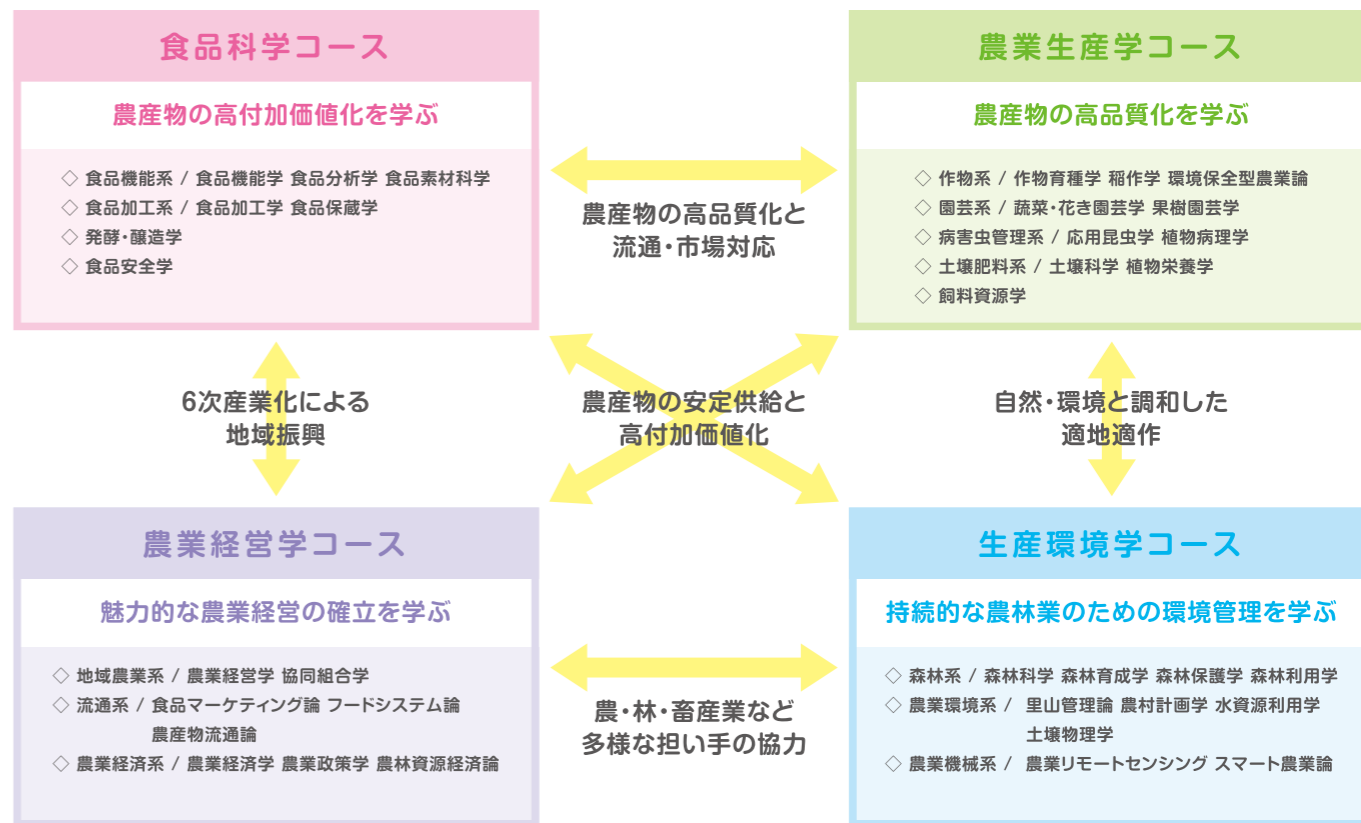 食品科学コース
農産物の高付加価値化を学ぶ
◇ 食品機能系 / 食品機能学 食品分析学 食品素材科学
◇ 食品加工系 / 食品加工学 食品保蔵学
◇ 発酵・醸造学
◇ 食品安全学
農産物の高品質化と
流通・市場対応
農業生産学コース
農産物の高品質化を学ぶ
◇ 作物系 / 作物育種学 稲作学 環境保全型農業論
◇ 園芸系 / 蔬菜・花き園芸学 果樹園芸学
◇ 病害虫管理系 / 応用昆虫学 植物病理学
◇ 土壌肥料系 / 土壌科学 植物栄養学
◇ 飼料資源学
6次産業化による
地域振興
農産物の安定供給と
高付加価値化
自然・環境と調和した
適地適作
農業経営学コース
魅力的な農業経営の確立を学ぶ
◇ 地域農業系 / 農業経営学 協同組合学
◇ 流通系 / 食品マーケティング論 フードシステム論
農産物流通論
◇ 農業経済系 / 農業経済学 農業政策学 農林資源経済論
農・林・畜産業など
多様な担い手の協力
生産環境学コース
持続的な農林業のための環境管理を学ぶ
◇ 森林系 / 森林科学 森林育成学 森林保護学 森林利用学
◇ 農業環境系 / 里山管理論 農村計画学 水資源利用学
土壌物理学
◇ 農業機械系 / 農業リモートセンシング スマート農業論